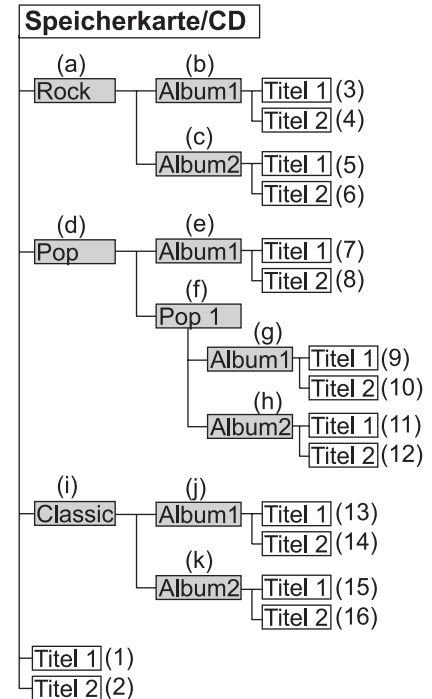 Speicherkarte/CD
(a) (b)
Rock Album1 Titel 1 (3)
Titel 2 (4)
(c)
Album2 Titel 1 (5)
Titel 2 (6)
(d) (e)
Pop Album1 Titel 1 (7)
Titel 2 (8)
(f)
Pop 1
(g)
Album1 Titel 1 (9)
Titel 2 (10)
(h)
Album2 Titel 1 (11)
Titel 2 (12)
(i) (j)
Classic Album1 Titel 1 (13)
Titel 2 (14)
(k)
Album2 Titel 1 (15)
Titel 2 (16)
Titel 1 (1)
Titel 2 (2)